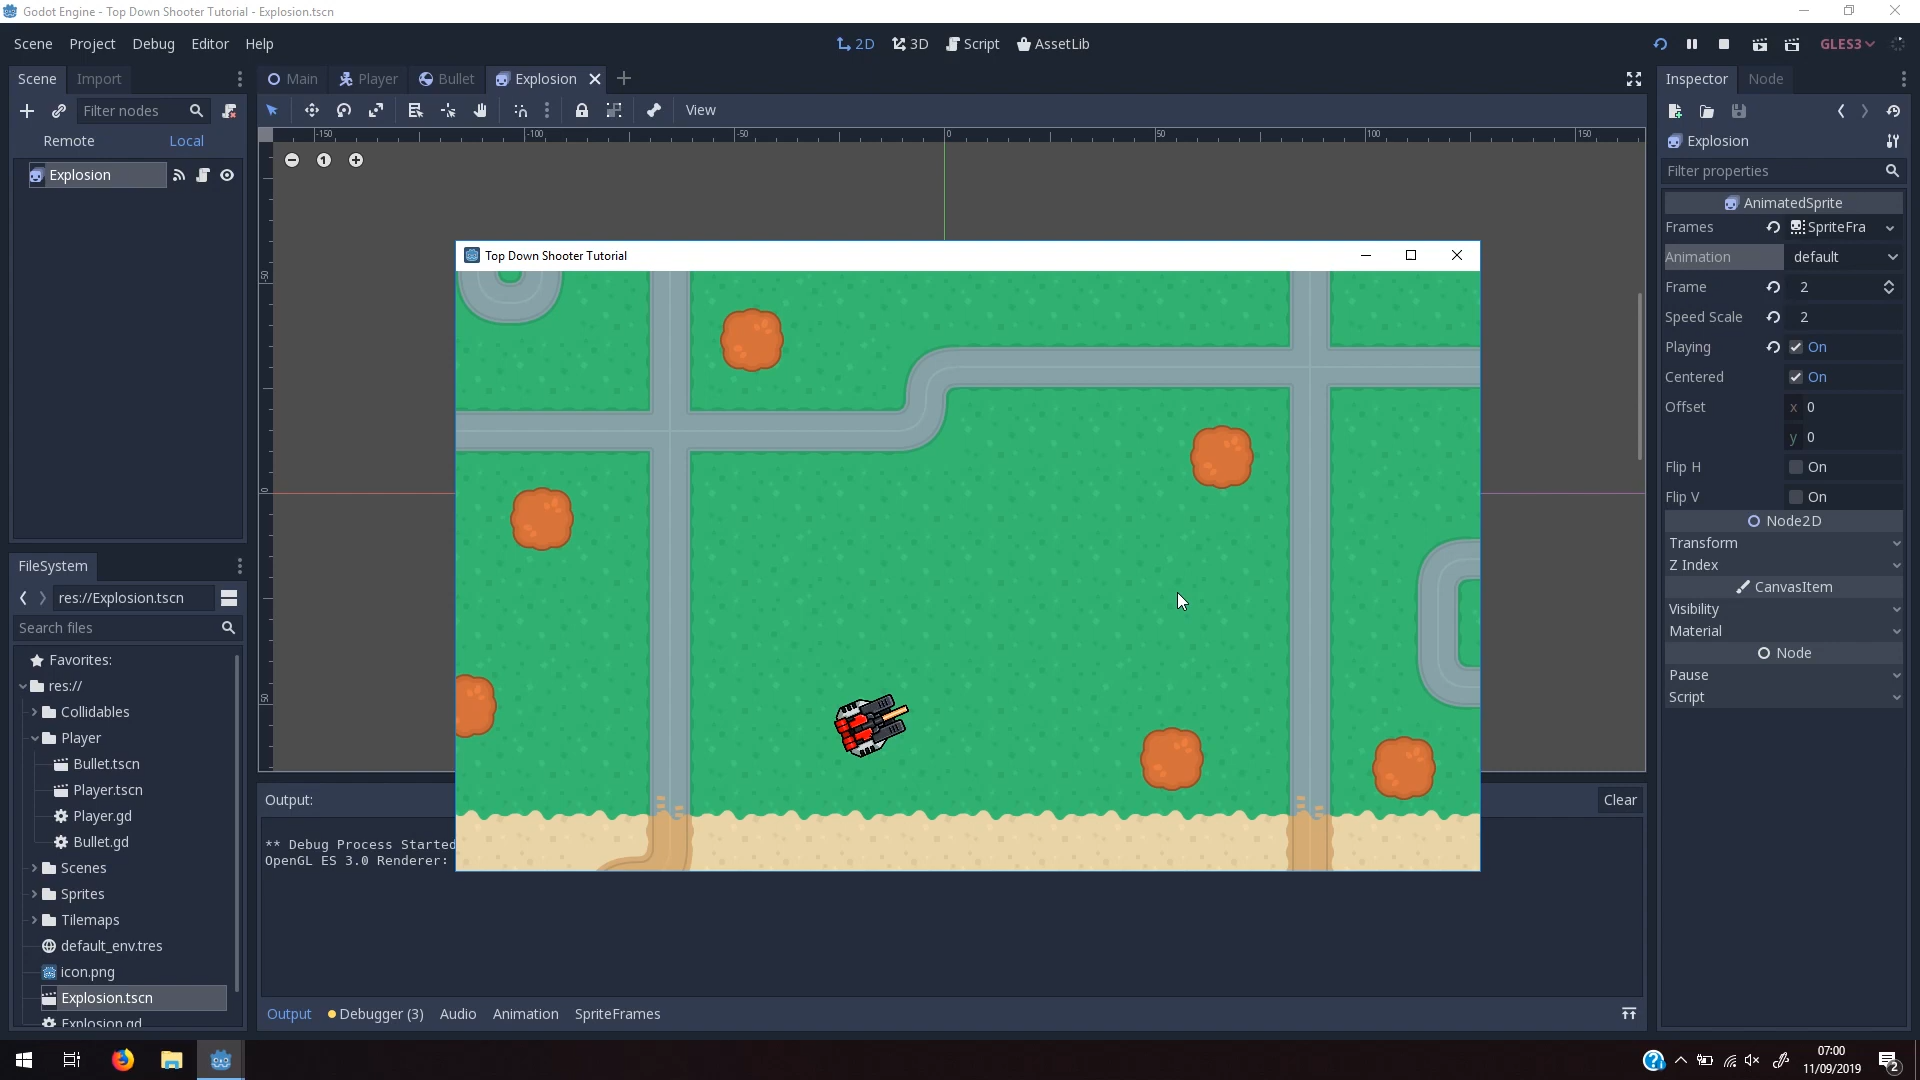 Godot Engine - Top Down Shooter Tutorial - Explosion.tscn
Scene Project Debug Editor Help
2D 3D Script AssetLib
GLES3
Scene Import
Main Player Bullet Explosion
Inspector Node
Filter nodes
View
Remote Local
Explosion
Explosion
Filter properties
-150 -100 -50 0 50 100 150
-50
0
50
1
AnimatedSprite
Frames SpriteFra
Animation default
Frame 2
Speed Scale 2
Playing On
Centered On
Offset x 0
y 0
Flip H On
Flip V On
Node2D
Transform
Z Index
CanvasItem
Visibility
Material
Node
Pause
Script
Top Down Shooter Tutorial
FileSystem
res://Explosion.tscn
Search files
Favorites:
res://
Collidables
Player
Bullet.tscn
Player.tscn
Player.gd
Bullet.gd
Scenes
Sprites
Tilemaps
default_env.tres
icon.png
Explosion.tscn
Explosion.gd
Output:
Clear
** Debug Process Started
OpenGL ES 3.0 Renderer:
Output Debugger (3) Audio Animation SpriteFrames
07:00
11/09/2019
2